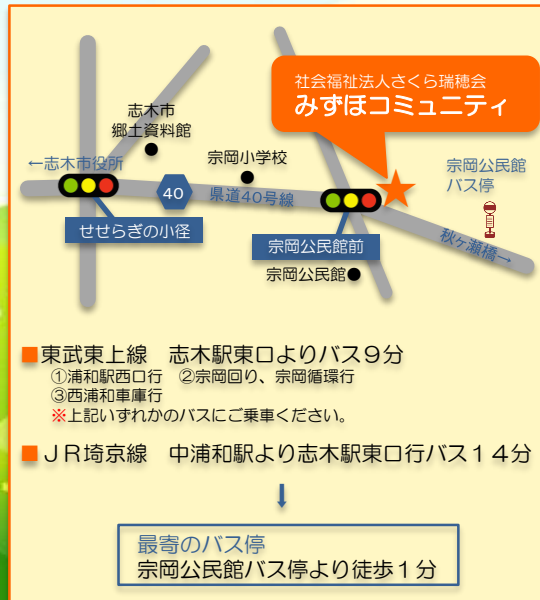 社会福祉法人さくら瑞穂会
みずほコミュニティ
志木市
郷土資料館
←志木市役所
宗岡小学校
宗岡公民館
バス停
40
県道40号線
せせらぎの小径
宗岡公民館前
秋ヶ瀬橋→
宗岡公民館
■東武東上線　志木駅東口よりバス９分
①浦和駅西口行　②宗岡回り、宗岡循環行
③西浦和車庫行
※上記いずれかのバスにご乗車ください。
■ＪＲ埼京線　中浦和駅より志木駅東口行バス１４分
↓
最寄のバス停
宗岡公民館バス停より徒歩１分